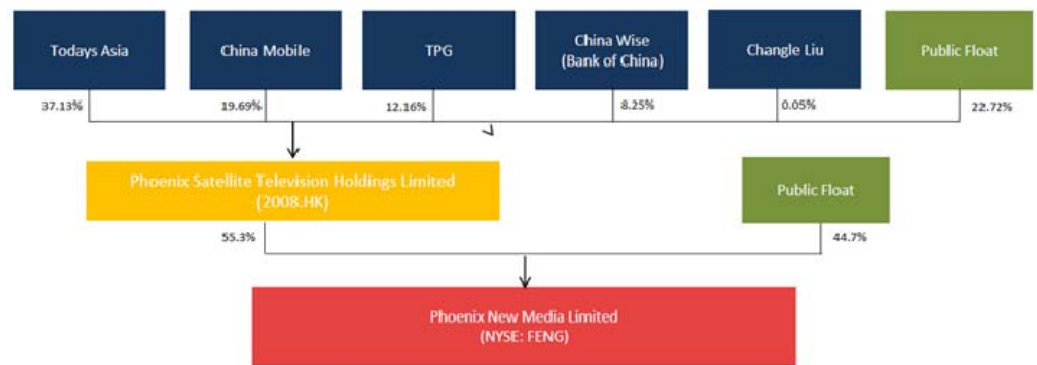 Todays Asia
China Mobile
TPG
China Wise
(Bank of China)
Changle Liu
Public Float
37.13%
19.69%
12.16%
8.25%
0.05%
22.72%
Phoenix Satellite Television Holdings Limited
(2008.HK)
Public Float
55.3%
44.7%
Phoenix New Media Limited
(NYSE: FENG)